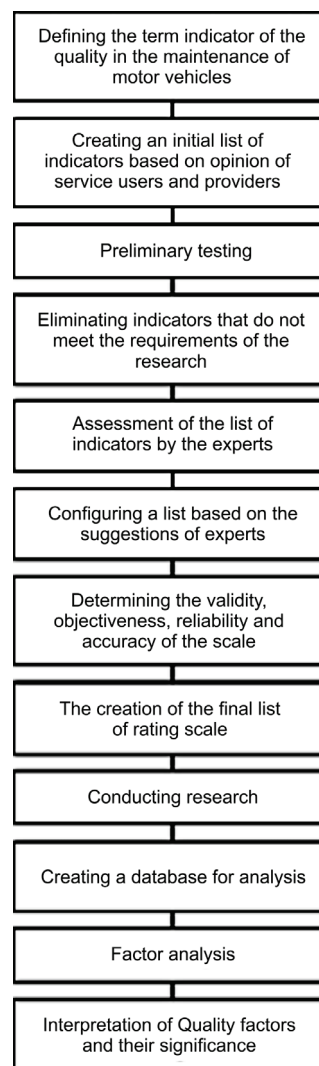 Defining the term indicator of the
quality in the maintenance of
motor vehicles
Creating an initial list of
indicators based on opinion of
service users and providers
Preliminary testing
Eliminating indicators that do not
meet the requirements of the
research
Assessment of the list of
indicators by the experts
Configuring a list based on the
suggestions of experts
Determining the validity,
objectiveness, reliability and
accuracy of the scale
The creation of the final list
of rating scale
Conducting research
Creating a database for analysis
Factor analysis
Interpretation of Quality factors
and their significance